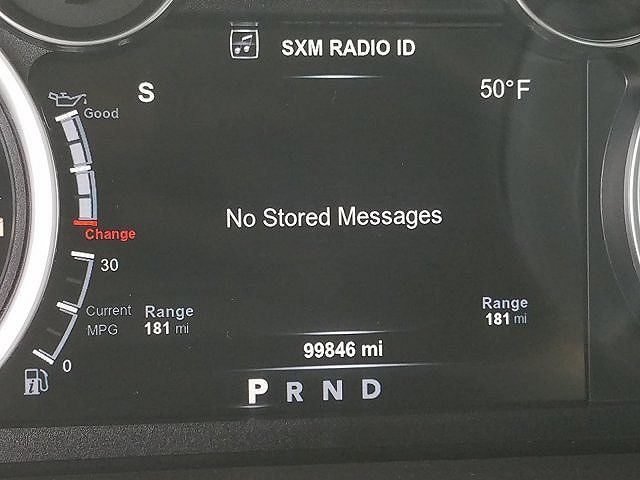 SXM RADIO ID
S
50°F
Good
No Stored Messages
Change
30
Current
MPG
Range
181 mi
Range
181 mi
0
99846 mi
P R N D